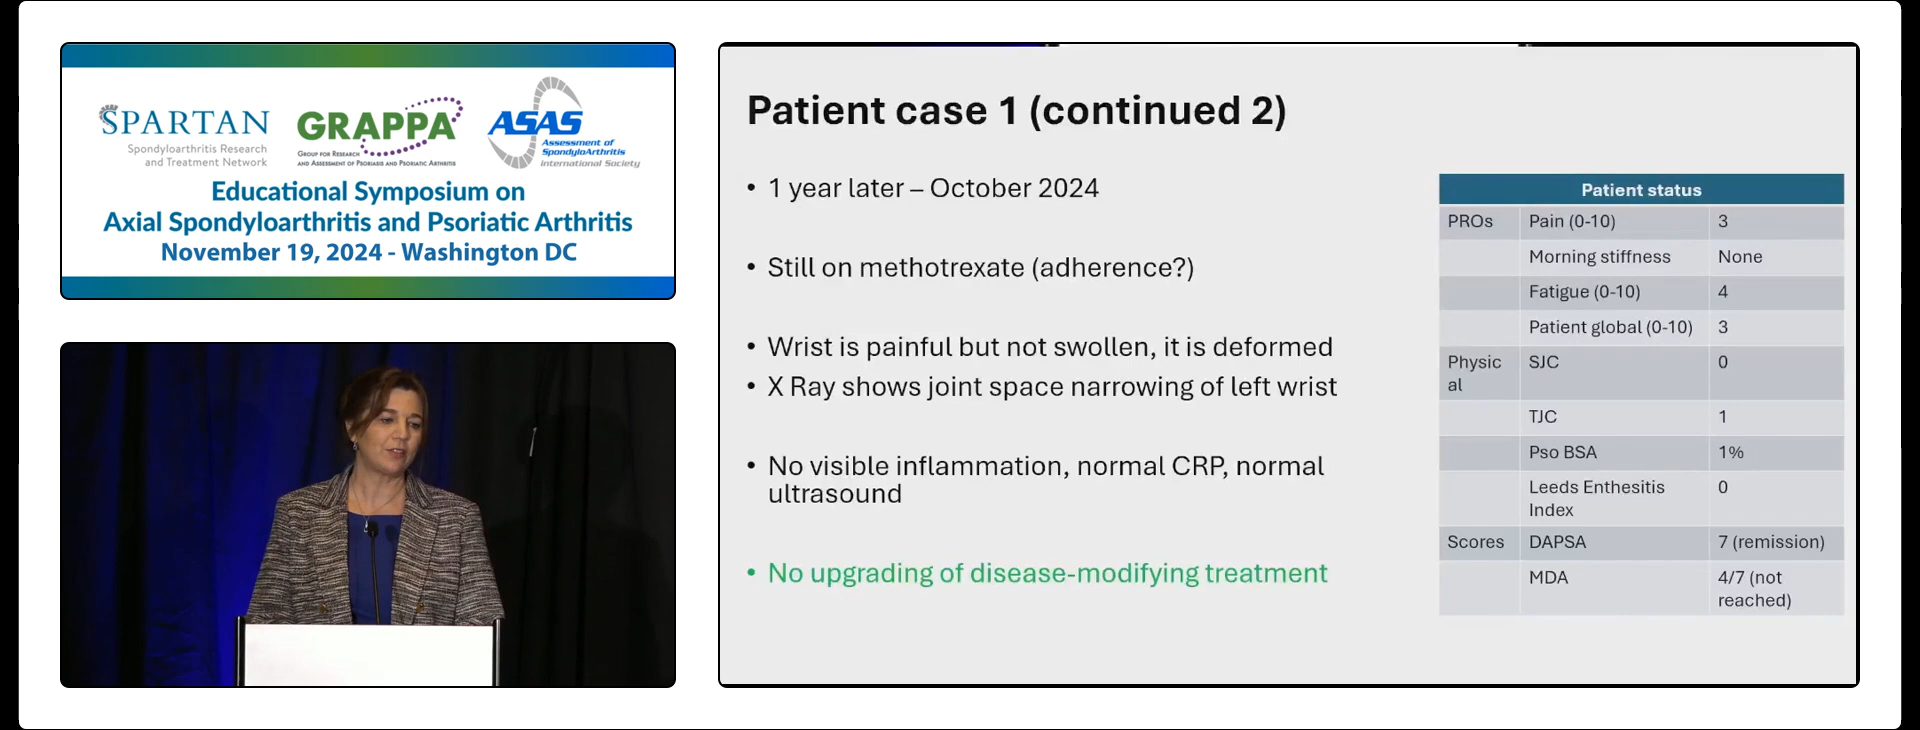 SPARTAN
Spondyloarthritis Research
and Treatment Network
GRAPPA
GROUP FOR RESEARCH
AND ASSESSMENT OF PSORIASIS AND PSORIATIC ARTHRITIS
ASAS
Assessment of
SpondyloArthritis
International Society
Educational Symposium on
Axial Spondyloarthritis and Psoriatic Arthritis
November 19, 2024 - Washington DC
Patient case 1 (continued 2)
• 1 year later – October 2024
• Still on methotrexate (adherence?)
• Wrist is painful but not swollen, it is deformed
• X Ray shows joint space narrowing of left wrist
• No visible inflammation, normal CRP, normal
ultrasound
• No upgrading of disease-modifying treatment
Patient status
PROs Pain (0-10) 3
Morning stiffness None
Fatigue (0-10) 4
Patient global (0-10) 3
Physic
al SJC 0
TJC 1
Pso BSA 1%
Leeds Enthesitis
Index 0
Scores DAPSA 7 (remission)
MDA 4/7 (not
reached)